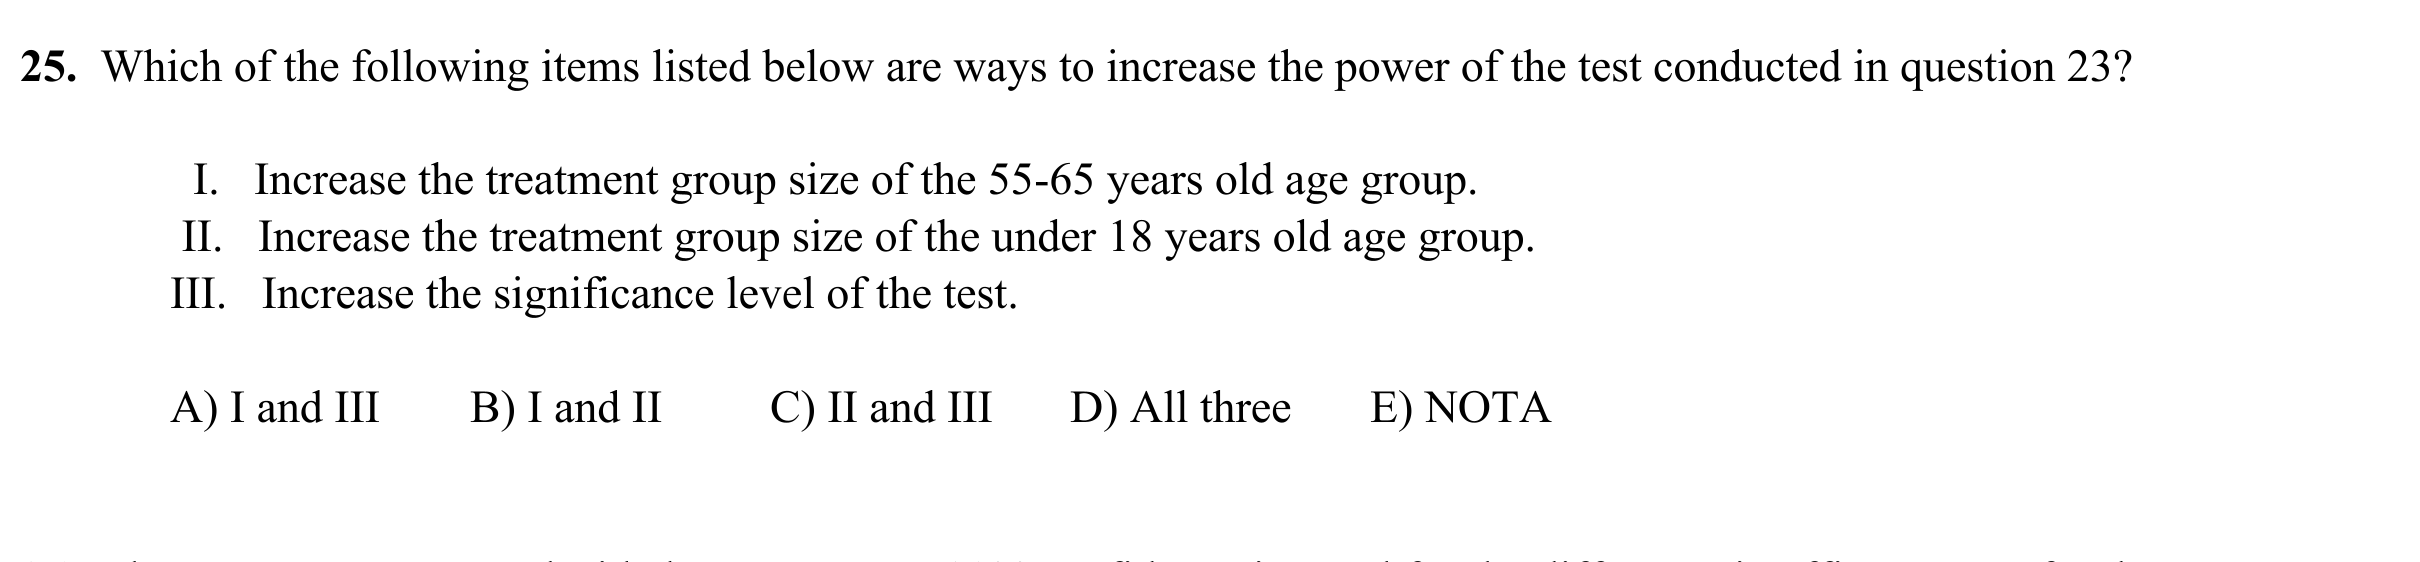 25. Which of the following items listed below are ways to increase the power of the test conducted in question 23?
I. Increase the treatment group size of the 55-65 years old age group.
II. Increase the treatment group size of the under 18 years old age group.
III. Increase the significance level of the test.
A) I and III B) I and II C) II and III D) All three E) NOTA